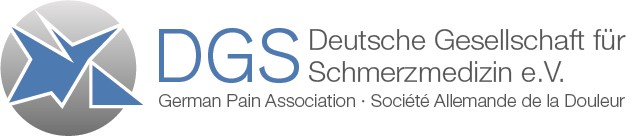 DGS
Deutsche Gesellschaft für
Schmerzmedizin e.V.
German Pain Association · Société Allemande de la Douleur